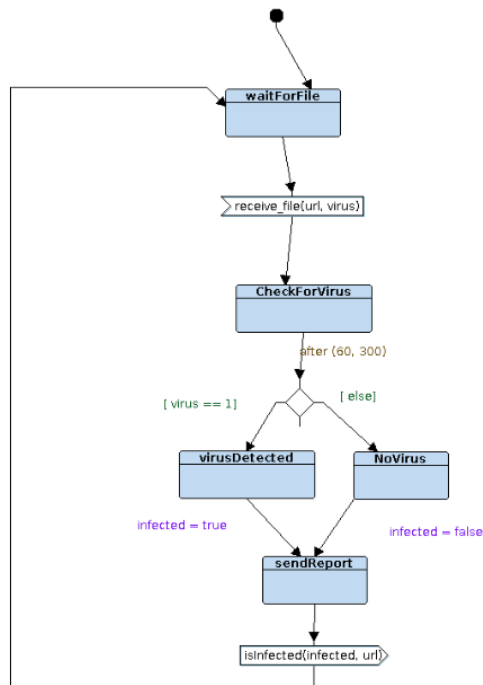 waitForFile
receive_file(url, virus)
CheckForVirus
after (60, 300)
[ virus == 1]
[ else]
virusDetected
NoVirus
infected = true
infected = false
sendReport
isInfected(infected, url)